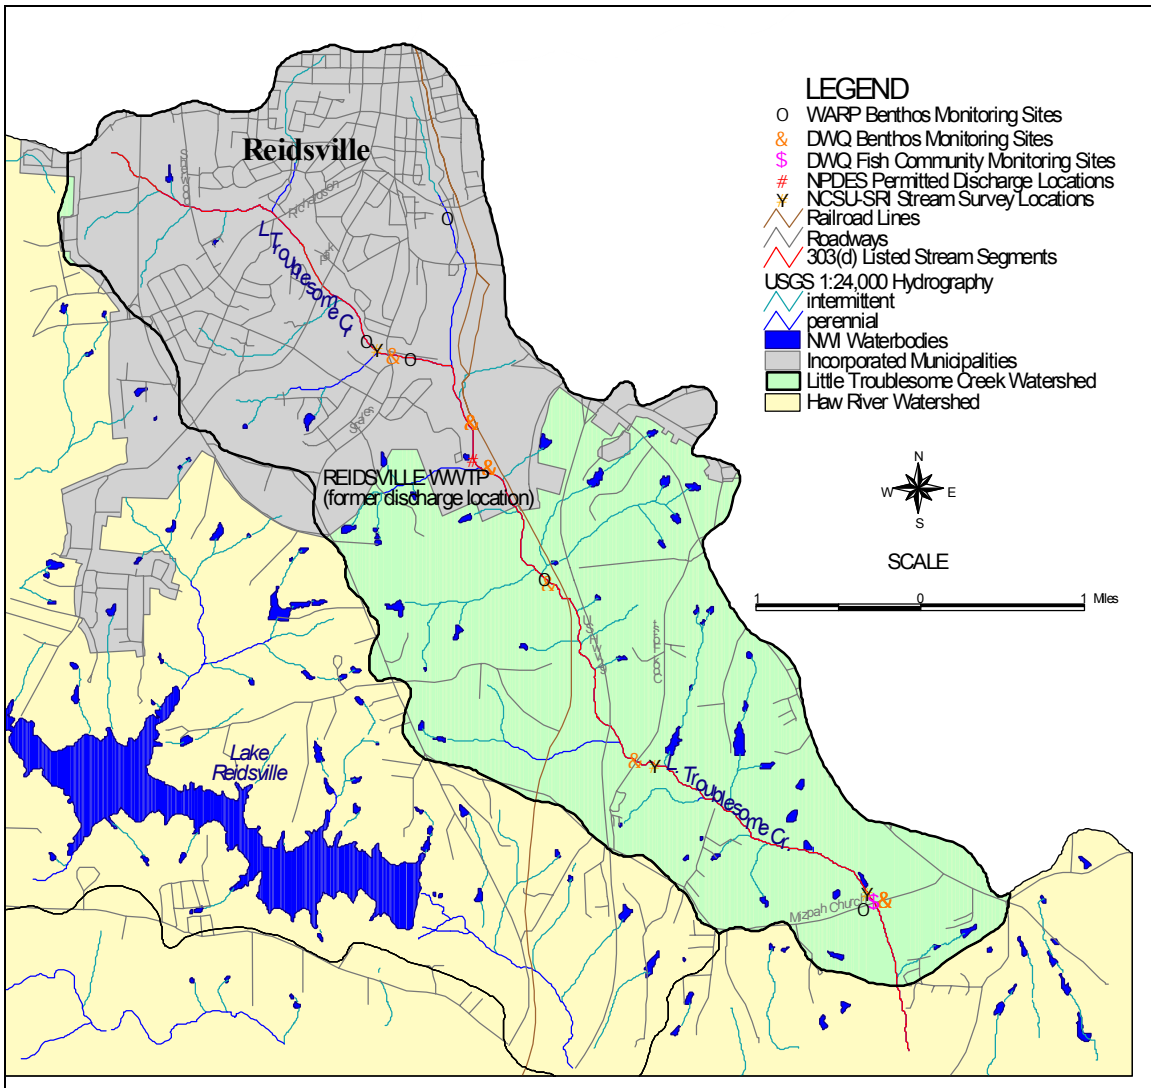 LEGEND
O WARP Benthos Monitoring Sites
& DWQ Benthos Monitoring Sites
$ DWQ Fish Community Monitoring Sites
# NPDES Permitted Discharge Locations
Y NCSU-SRI Stream Survey Locations
Railroad Lines
Roadways
303(d) Listed Stream Segments
USGS 1:24,000 Hydrography
intermittent
perennial
NWI Waterbodies
Incorporated Municipalities
Little Troublesome Creek Watershed
Haw River Watershed
N
W E
S
SCALE
1 0 1 Miles
Reidsville
Richardson
L Troublesome Cr.
O
O
Y
&
O
&
#
&
REIDSVILLE WWTP
(former discharge location)
O
&
Lake
Reidsville
&
Y
L Troublesome Cr.
Y
$
&
O
Mizpah Church